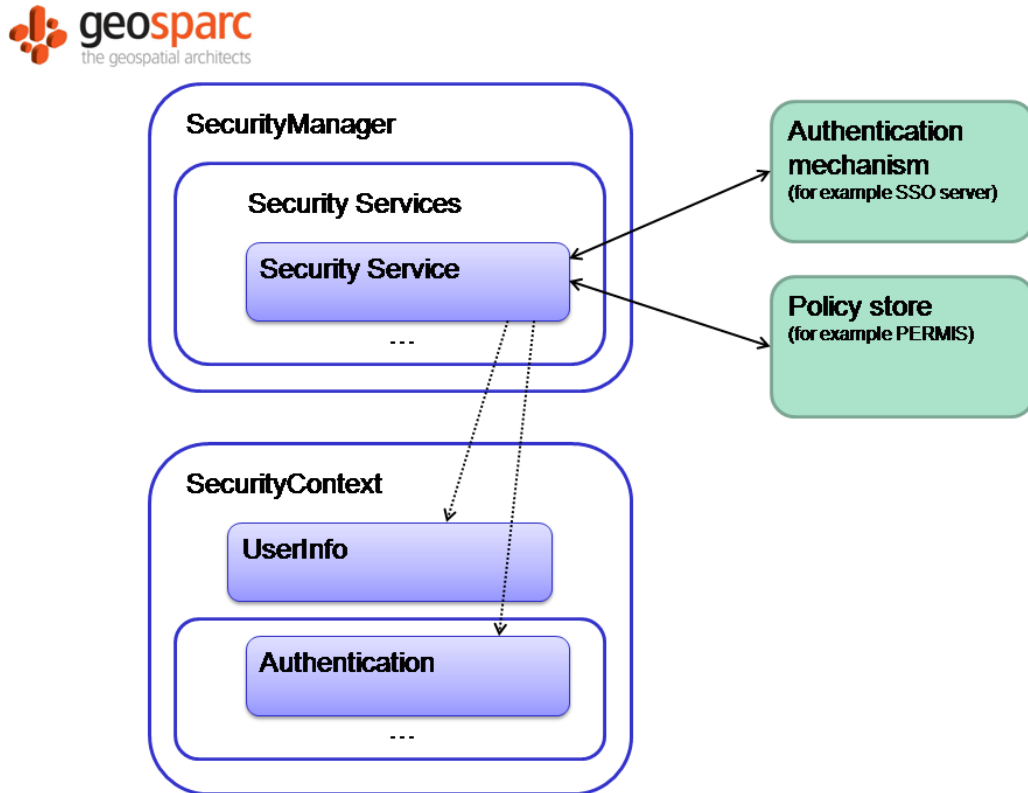 geosparc
the geospatial architects
SecurityManager
Security Services
Security Service
...
Authentication
mechanism
(for example SSO server)
Policy store
(for example PERMIS)
SecurityContext
UserInfo
Authentication
...